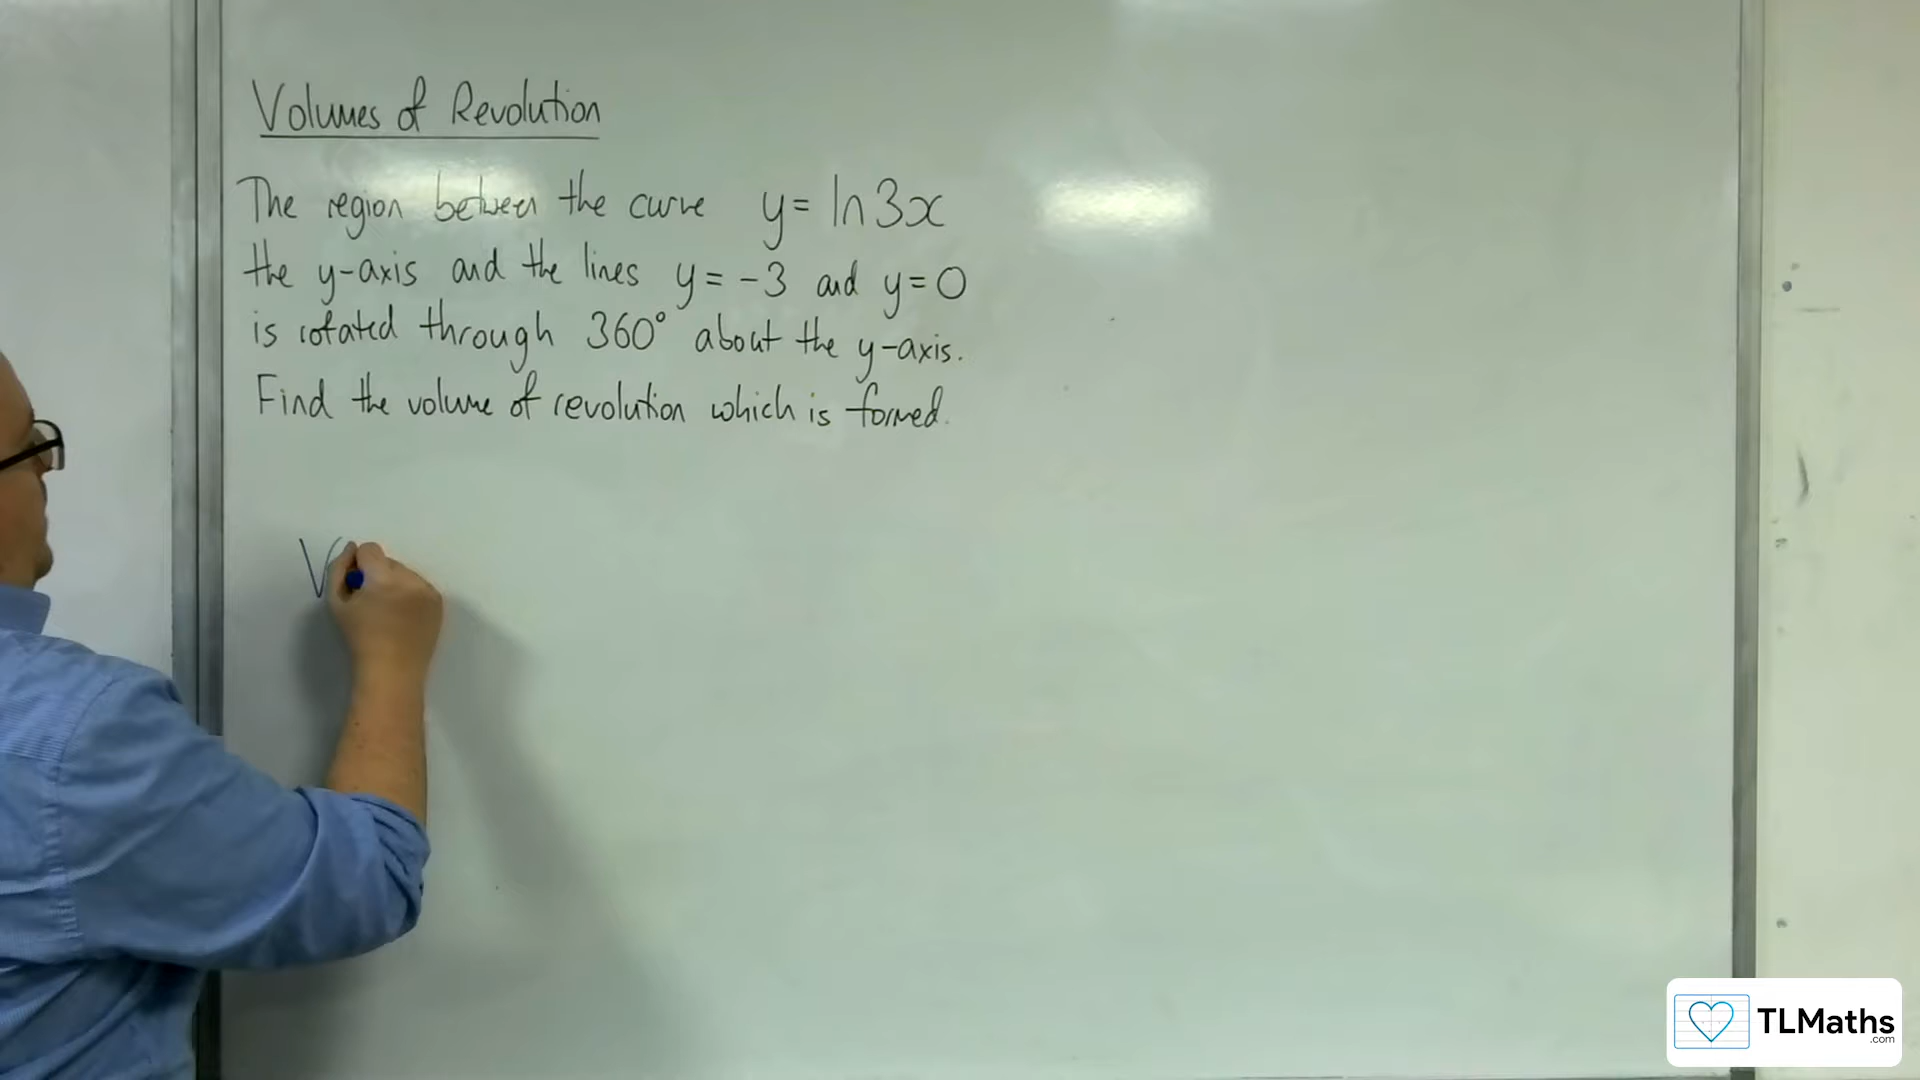 Volumes of Revolution
The region between the curve y = ln 3x
the y-axis and the lines y = -3 and y = 0
is rotated through 360° about the y-axis.
Find the volume of revolution which is formed.
V
TLMaths
.com